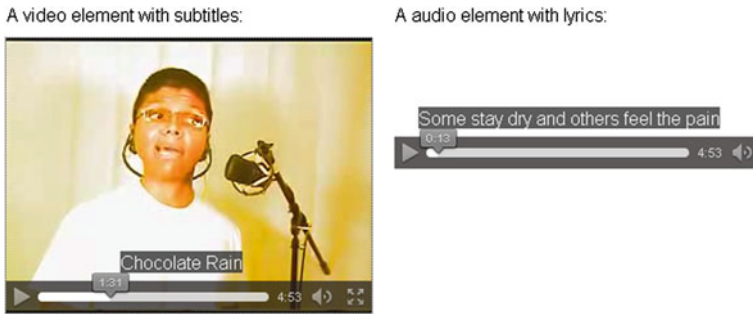 A video element with subtitles:
Chocolate Rain
1:31
4:53
A audio element with lyrics:
Some stay dry and others feel the pain
0:13
4:53